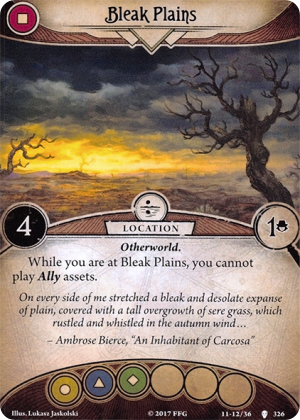 Bleak Plains
4
LOCATION
1
Otherworld.
While you are at Bleak Plains, you cannot
play Ally assets.
On every side of me stretched a bleak and desolate expanse
of plain, covered with a tall overgrowth of sere grass, which
rustled and whistled in the autumn wind…
– Ambrose Bierce, "An Inhabitant of Carcosa"
Illus. Lukasz Jaskolski
© 2017 FFG
11-12/36
326